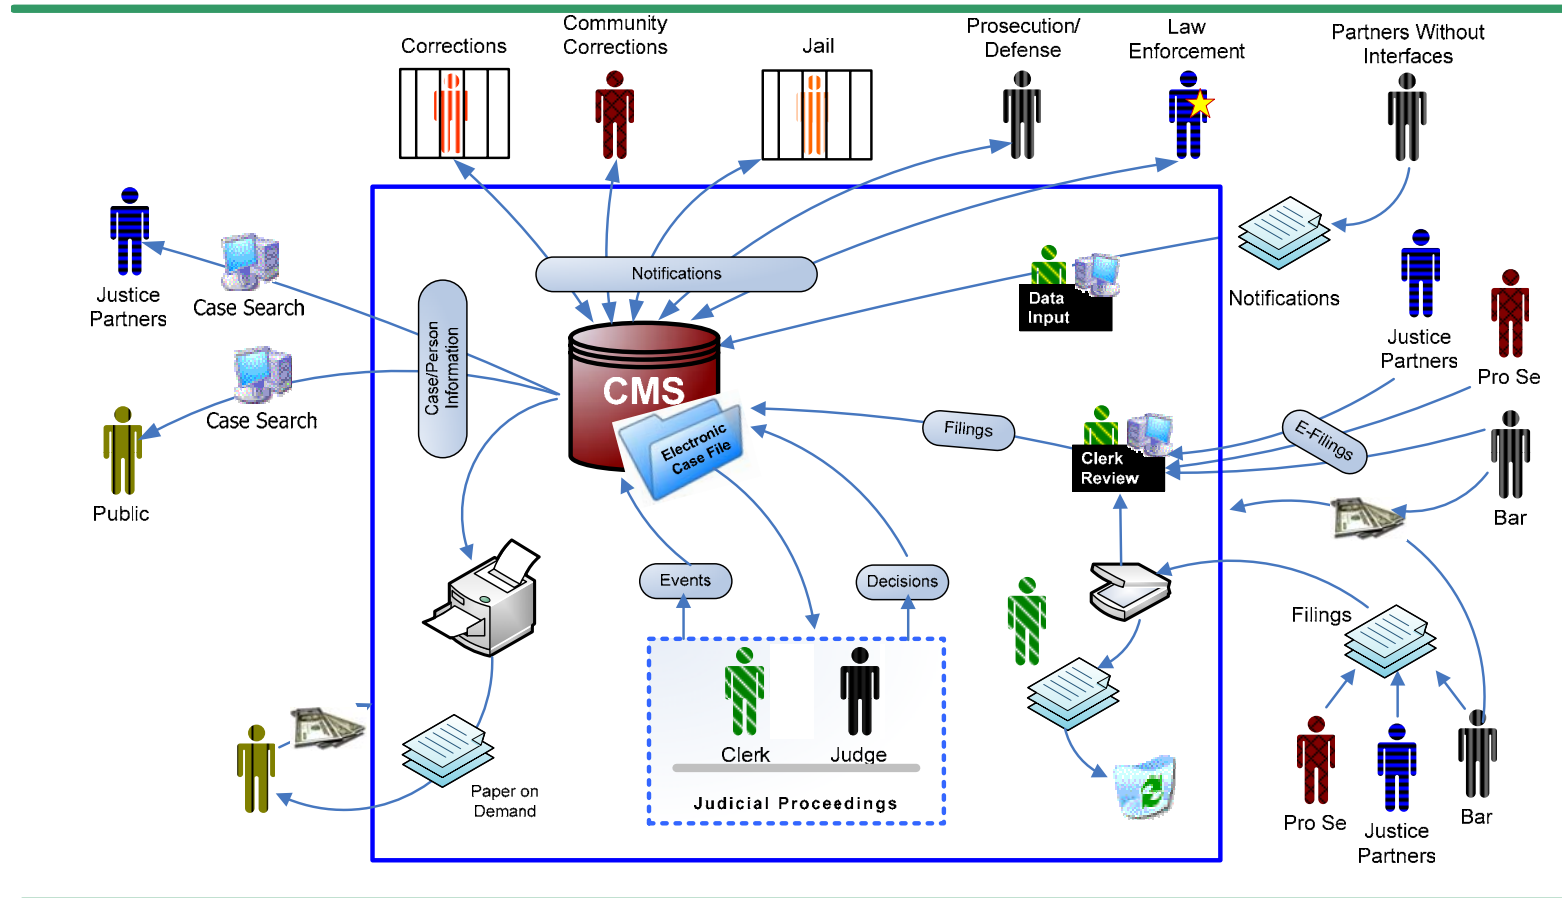 Corrections
Community
Corrections
Jail
Prosecution/
Defense
Law
Enforcement
Partners Without
Interfaces
Justice
Partners
Case Search
Case/Person
Information
Notifications
Data
Input
Notifications
Justice
Partners
Pro Se
Public
Case Search
CMS
Electronic
Case File
Filings
Clerk
Review
E-Filings
Bar
Events
Decisions
Filings
Clerk
Judge
Judicial Proceedings
Paper on
Demand
Pro Se
Justice
Partners
Bar